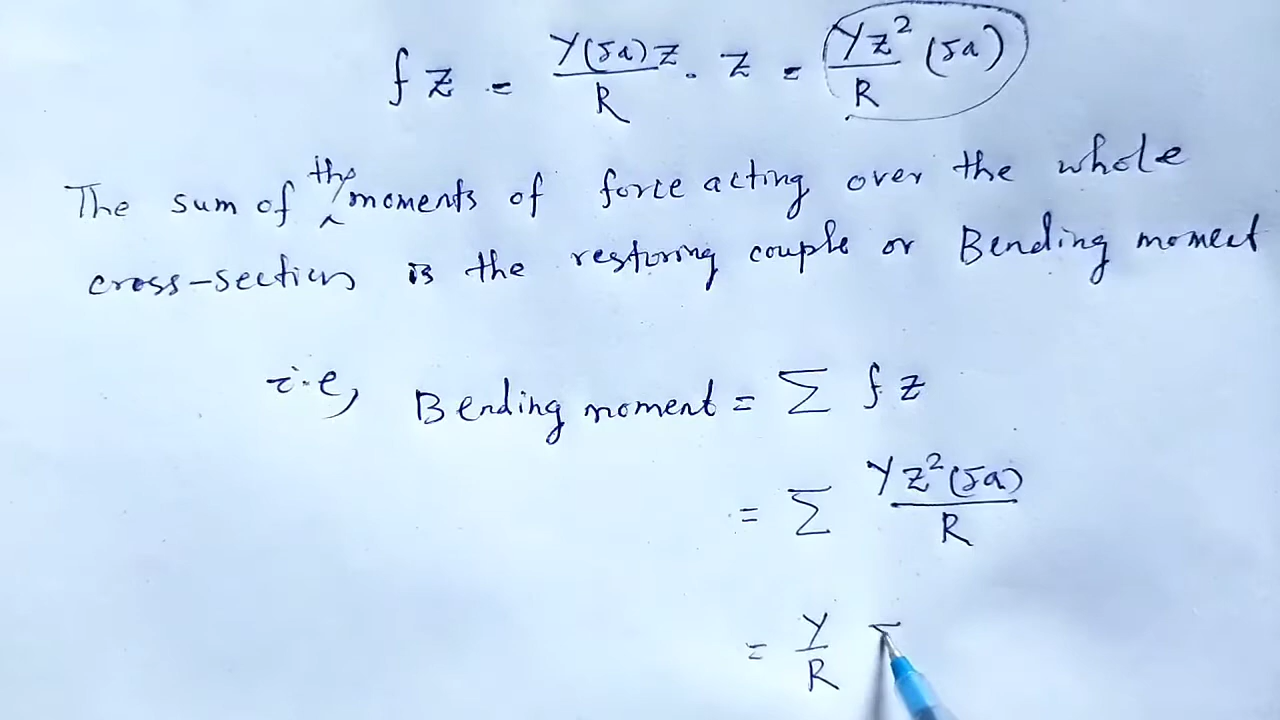 f z = Y(δa)z/R . z = Yz²/R (δa)
The sum of the moments of force acting over the whole
cross-section is the restoring couple or Bending moment
i.e, Bending moment = Σ f z
= Σ Yz²(δa)/R
= Y/R Σ